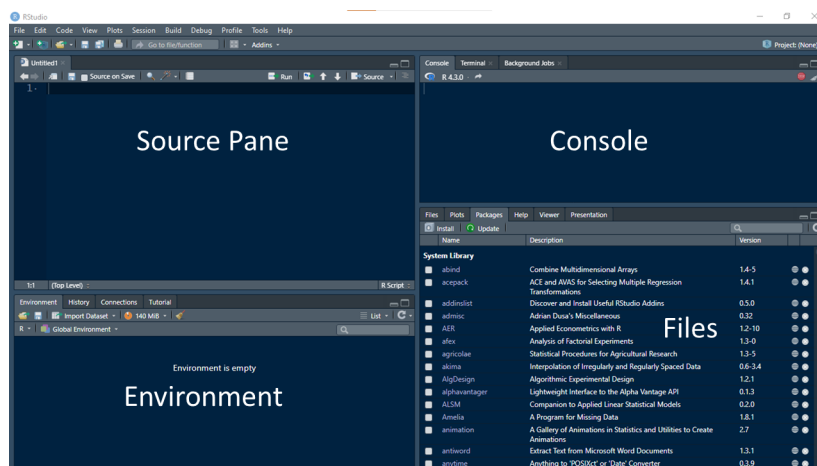 RStudio
File Edit Code View Plots Session Build Debug Profile Tools Help
Go to file/function Addins Project: (None)
Untitled1
Source on Save Run Source
1
Source Pane
1:1 (Top Level) R Script
Console Terminal Background Jobs
R 4.3.0
Console
Environment History Connections Tutorial
Import Dataset 140 MiB List
R Global Environment
Environment is empty
Environment
Files Plots Packages Help Viewer Presentation
Install Update
Name Description Version
System Library
abind Combine Multidimensional Arrays 1.4-5
acepack ACE and AVAS for Selecting Multiple Regression 1.4.1
Transformations
addinslist Discover and Install Useful RStudio Addins 0.5.0
admisc Adrian Dusa's Miscellaneous 0.32
AER Applied Econometrics with R 1.2-10
Files
afex Analysis of Factorial Experiments 1.3-0
agricolae Statistical Procedures for Agricultural Research 1.3-5
akima Interpolation of Irregularly and Regularly Spaced Data 0.6-3.4
AlgDesign Algorithmic Experimental Design 1.2.1
alphavantager Lightweight Interface to the Alpha Vantage API 0.1.3
ALSM Companion to Applied Linear Statistical Models 0.2.0
Amelia A Program for Missing Data 1.8.1
animation A Gallery of Animations in Statistics and Utilities to Create 2.7
Animations
antiword Extract Text from Microsoft Word Documents 1.3.1
anytime Anything to 'POSIXct' or 'Date' Converter 0.3.9